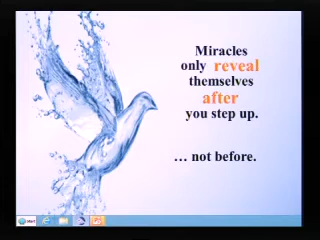 Miracles
only reveal
themselves
after
you step up.
… not before.